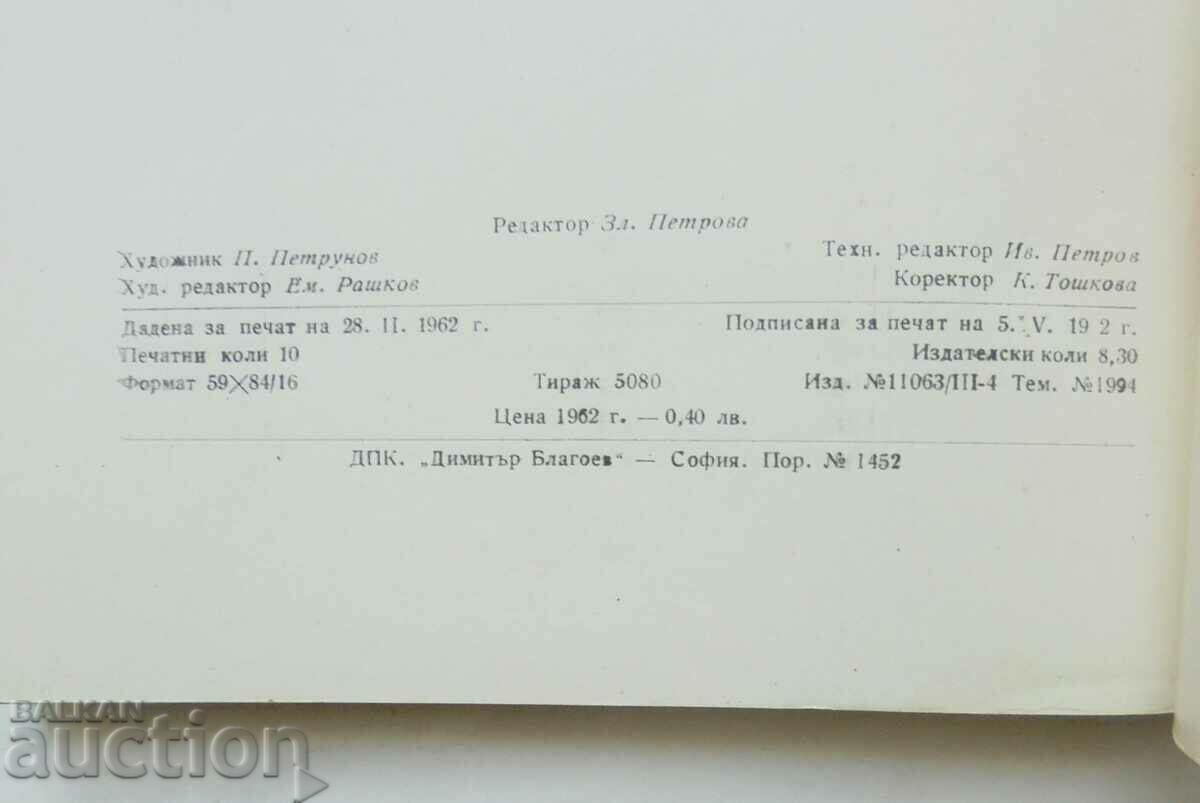 Редактор Зл. Петрова
Художник П. Петрунов
Техн. редактор Ив. Петров
Худ. редактор Ем. Рашков
Коректор К. Тошкова
Дадена за печат на 28. II. 1962 г.
Подписана за печат на 5. V. 19 2 г.
Печатни коли 10
Издателски коли 8,30
Формат 59×84/16
Тираж 5080
Изд. №11063/III-4 Тем. №1994
Цена 1962 г. — 0,40 лв.
ДПК. „Димитър Благоев“ — София. Пор. № 1452
BALKAN
auction